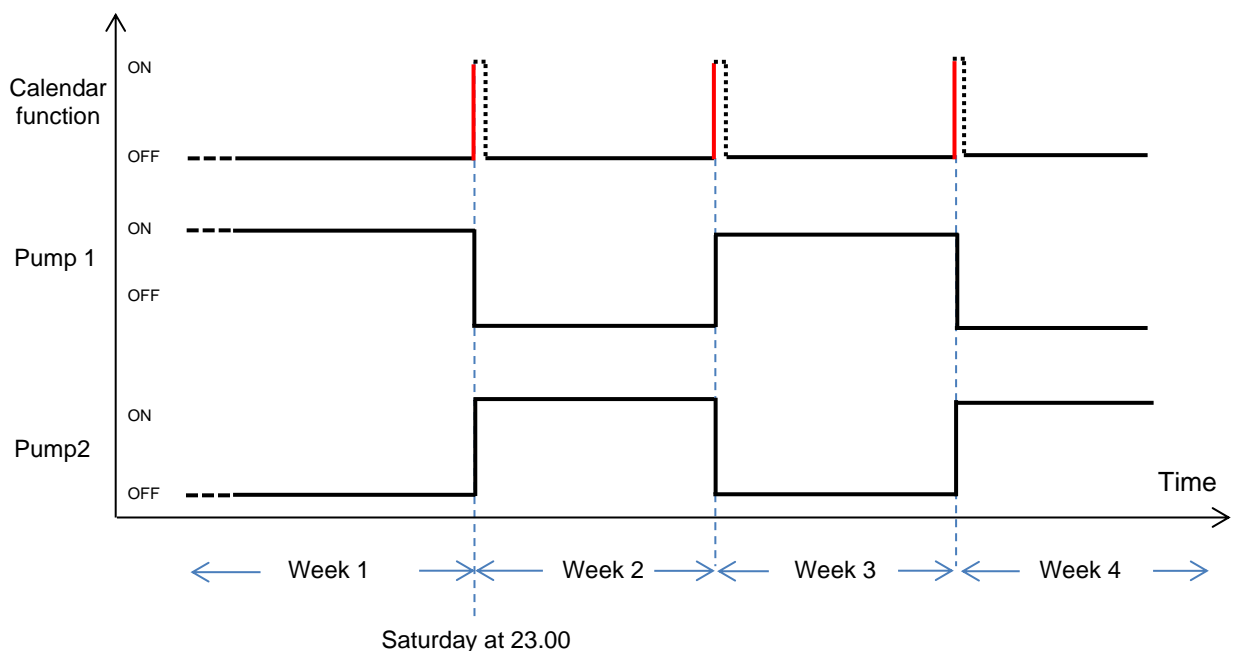 ON
Calendar
function
OFF
ON
Pump 1
OFF
ON
Pump2
OFF
Time
Week 1
Week 2
Week 3
Week 4
Saturday at 23.00